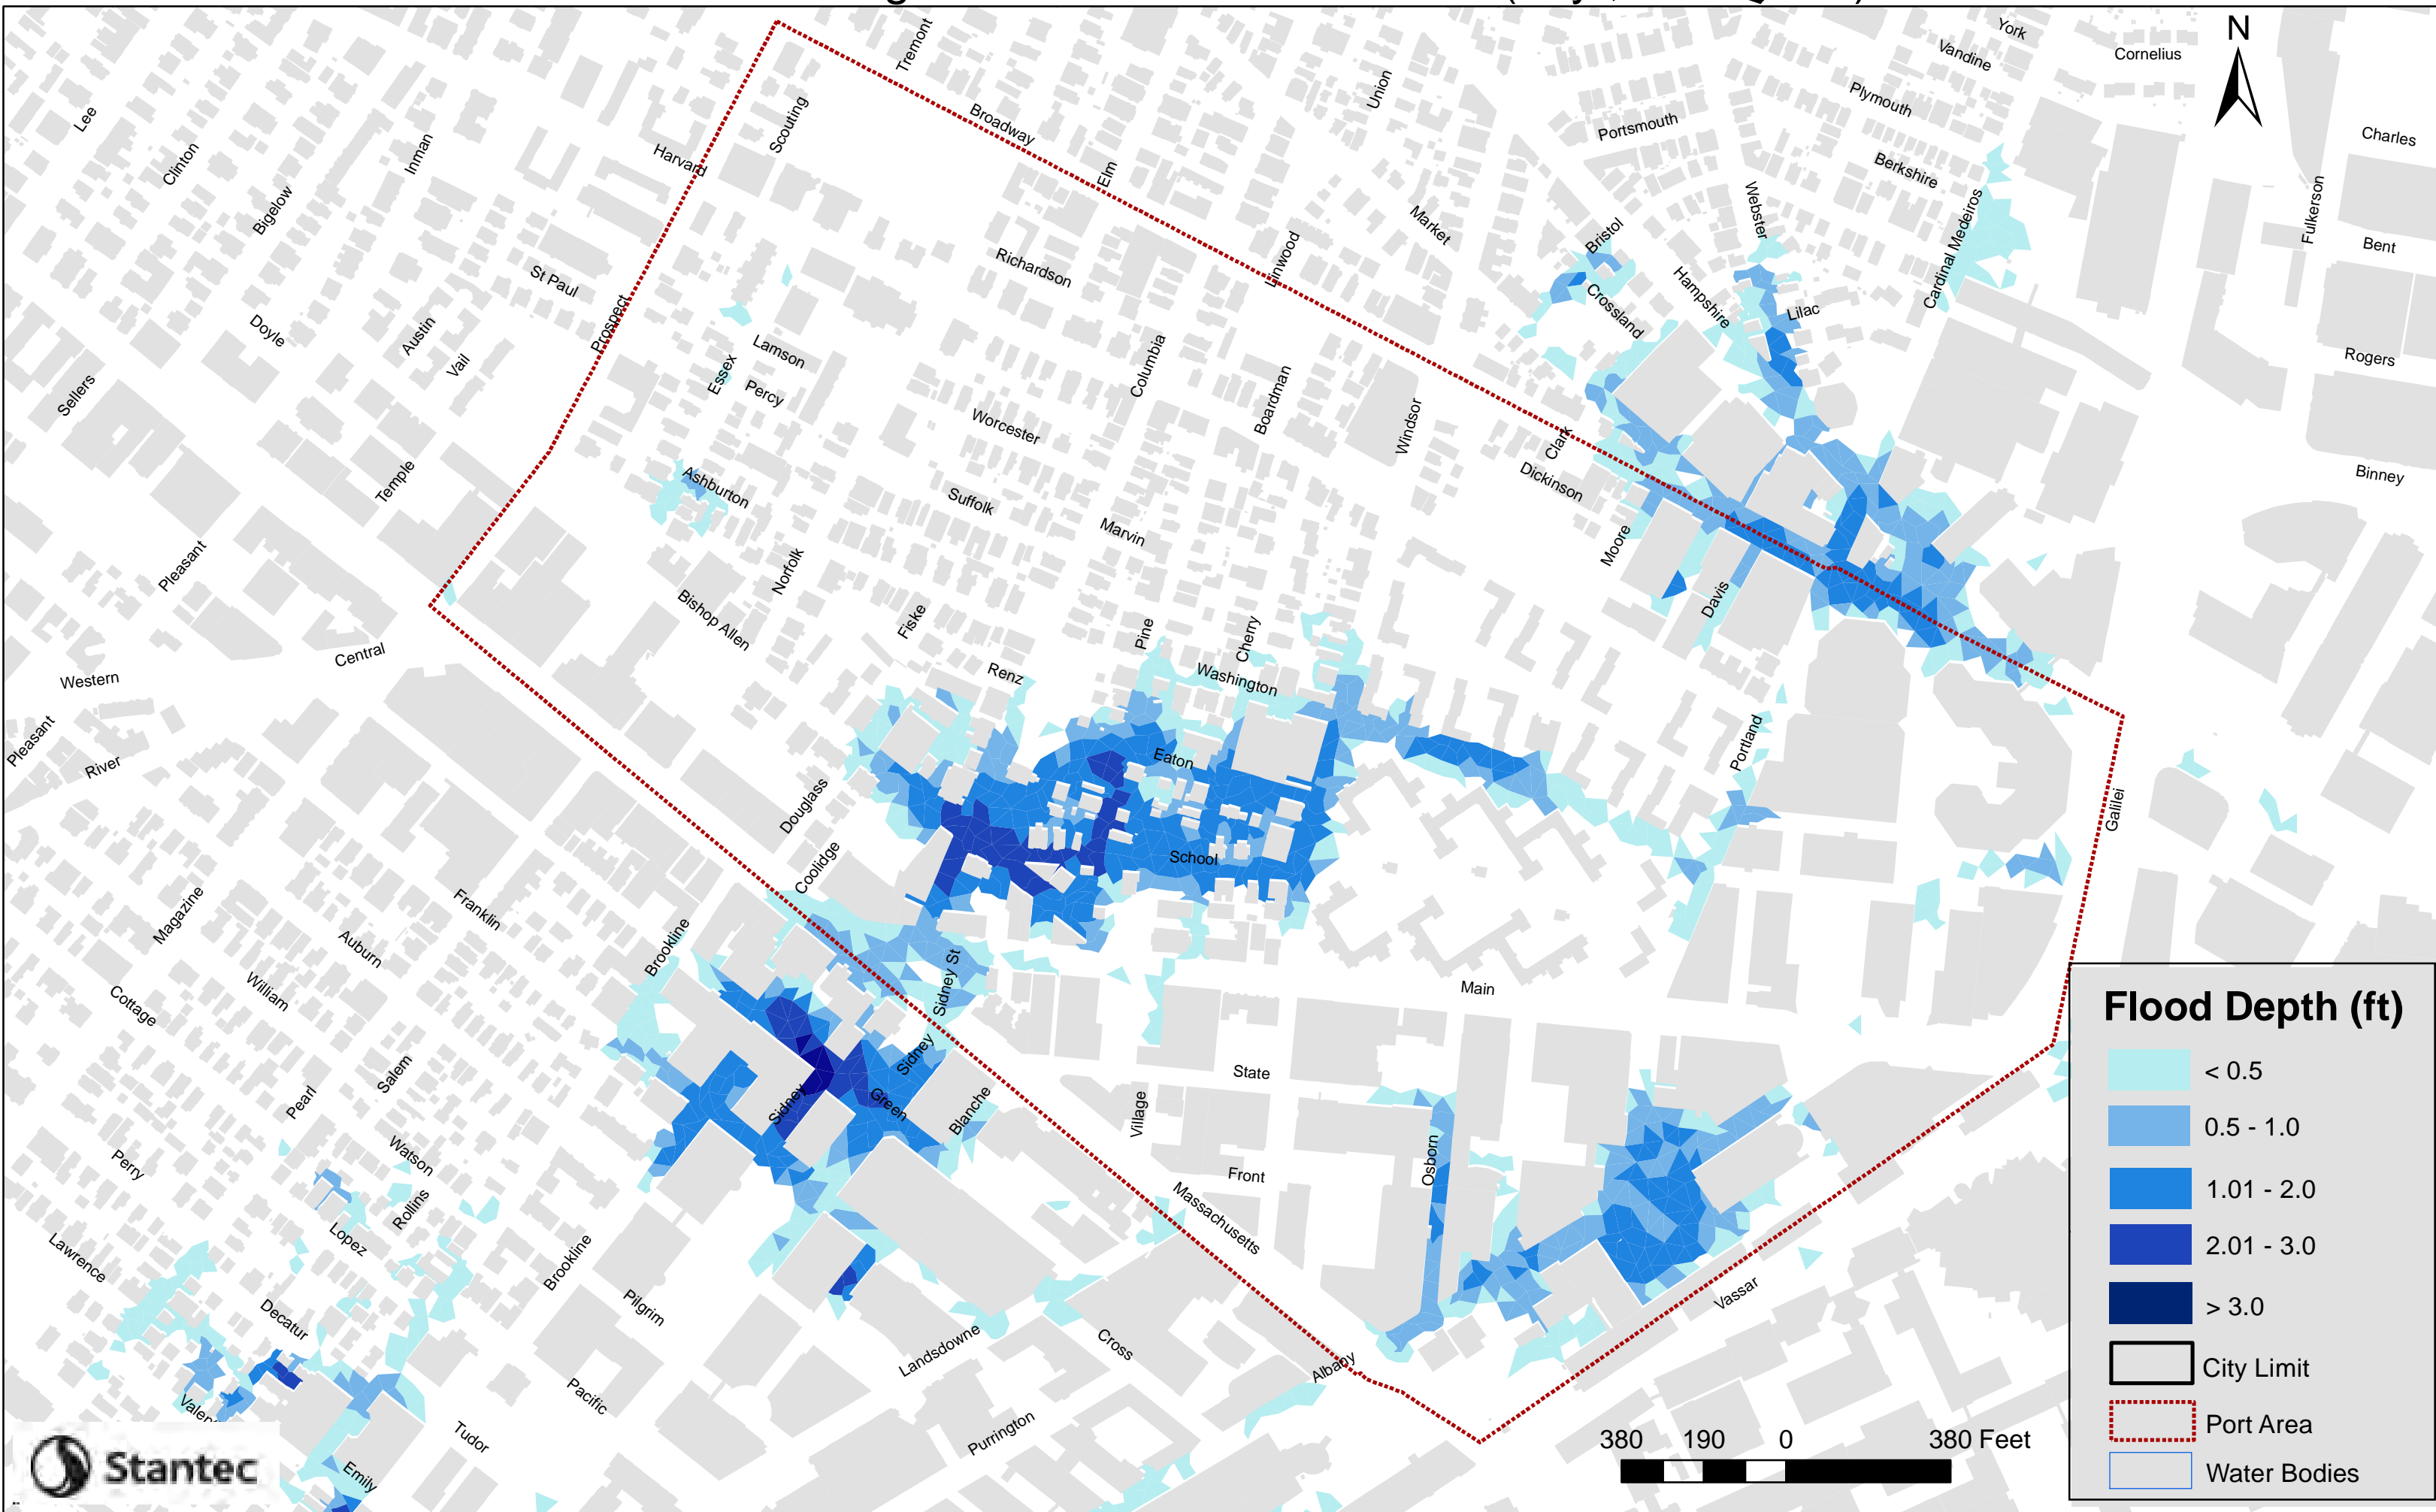 Tremont
York
Vandine
Cornelius
N
Union
Plymouth
Scouting
Broadway
Lee
Portsmouth
Charles
Inman
Harvard
Clinton
Elm
Berkshire
Bigelow
Webster
Fulkerson
Market
Bristol
Cardinal Medeiros
Bent
Linwood
Richardson
St Paul
Hampshire
Crossland
Lilac
Prospect
Doyle
Austin
Vail
Lamson
Essex
Percy
Columbia
Rogers
Sellers
Boardman
Worcester
Windsor
Clark
Dickinson
Binney
Temple
Ashburton
Suffolk
Marvin
Moore
Pleasant
Norfolk
Davis
Bishop Allen
Fiske
Pine
Cherry
Central
Western
Renz
Washington
Pleasant
River
Portland
Eaton
Douglass
Galilei
School
Coolidge
Magazine
Franklin
Auburn
Brookline
Sidney St
Main
William
Cottage
Sidney
State
Salem
Pearl
Sidney
Green
Blanche
Village
Watson
Perry
Front
Osborn
Massachusetts
Rollins
Lopez
Lawrence
Brookline
Pilgrim
Vassar
Decatur
Landsdowne
Cross
Albany
Pacific
Purrington
Tudor
Emily
Stantec
380 190 0 380 Feet
Flood Depth (ft)
< 0.5
0.5 - 1.0
1.01 - 2.0
2.01 - 3.0
> 3.0
City Limit
Port Area
Water Bodies